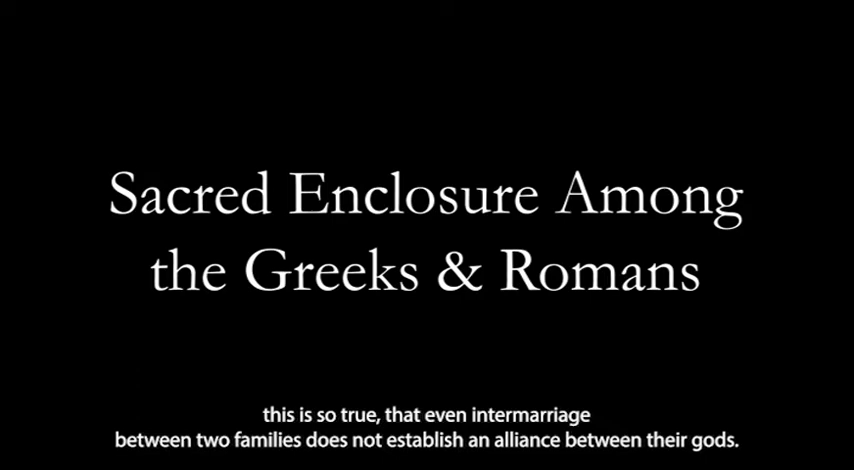 Sacred Enclosure Among
the Greeks & Romans
this is so true, that even intermarriage
between two families does not establish an alliance between their gods.